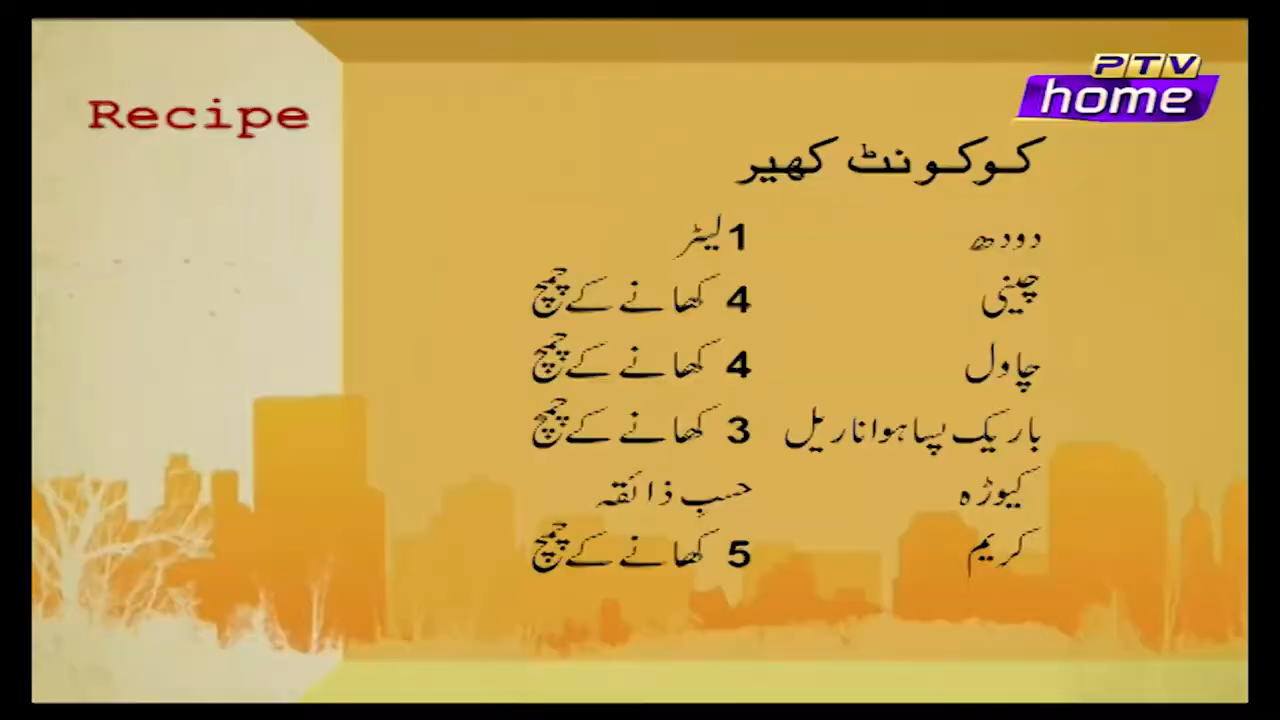 PTV
home
Recipe
کوکونٹ کھیر
دودھ 1 لیٹر
چینی 4 کھانے کے چمچ
چاول 4 کھانے کے چمچ
باریک پسا ہوا ناریل 3 کھانے کے چمچ
کیوڑہ حسبِ ذائقہ
کریم 5 کھانے کے چمچ